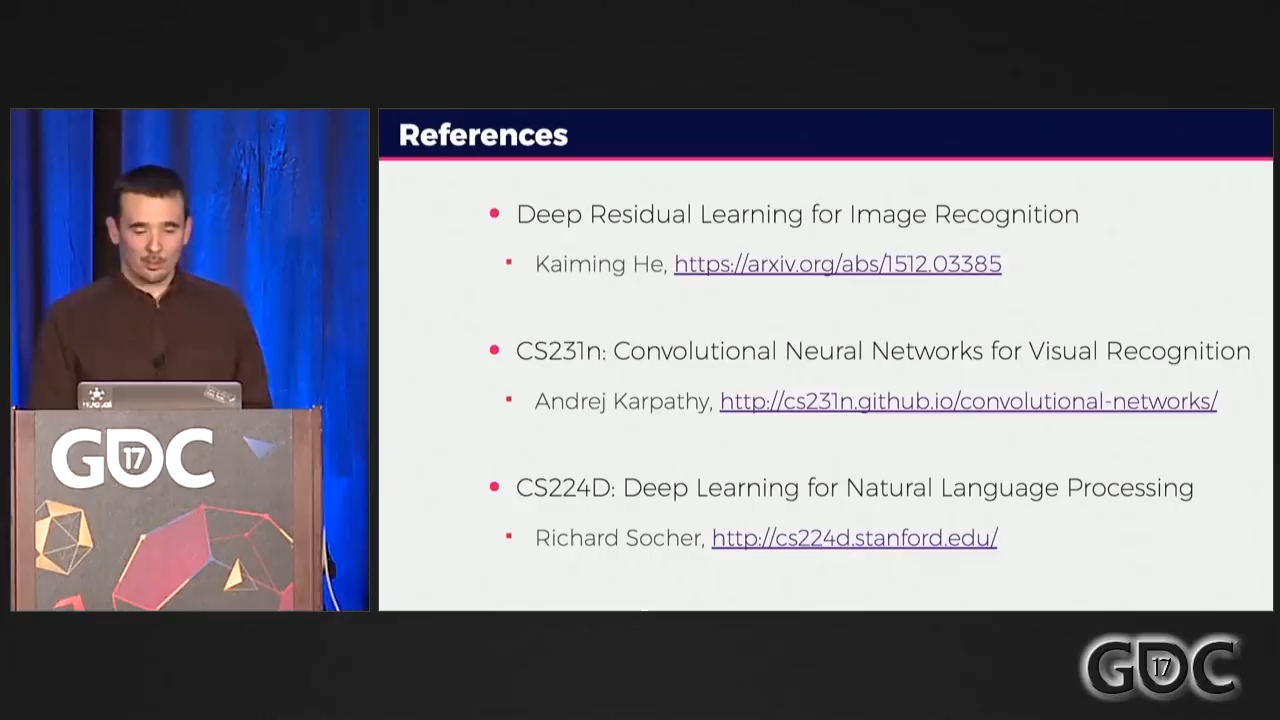 References
Deep Residual Learning for Image Recognition
Kaiming He, https://arxiv.org/abs/1512.03385
CS231n: Convolutional Neural Networks for Visual Recognition
Andrej Karpathy, http://cs231n.github.io/convolutional-networks/
CS224D: Deep Learning for Natural Language Processing
Richard Socher, http://cs224d.stanford.edu/
GDC 17
GDC 17